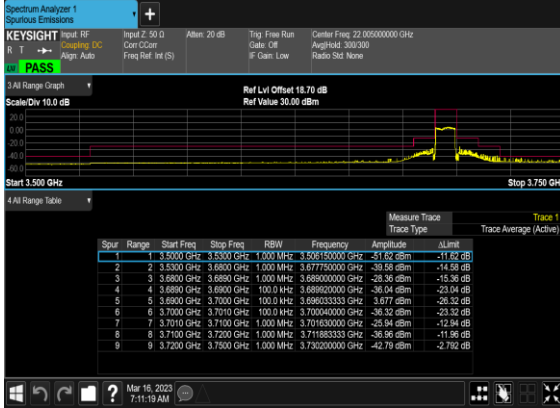 Spectrum Analyzer 1
Spurious Emissions
KEYSIGHT Input: RF Input Z: 50 Ω Atten: 20 dB Trig: Free Run Center Freq: 22.005000000 GHz
R T Coupling: DC Corr CCorr Gate: Off Avg|Hold: 300/300
Align: Auto Freq Ref: Int (S) IF Gain: Low Radio Std: None
LW PASS
3 All Range Graph
Ref Lvl Offset 18.70 dB
Scale/Div 10.0 dB Ref Value 30.00 dBm
20.0
0.00
-20.0
-40.0
-60.0
Start 3.500 GHz Stop 3.750 GH
4 All Range Table
Measure Trace Trace 1
Trace Type Trace Average (Active)
Spur Range Start Freq Stop Freq RBW Frequency Amplitude ΔLimit
1 1 3.5000 GHz 3.5300 GHz 1.000 MHz 3.506150000 GHz -51.62 dBm -11.62 dB
2 2 3.5300 GHz 3.6800 GHz 1.000 MHz 3.677750000 GHz -39.58 dBm -14.58 dB
3 3 3.6800 GHz 3.6890 GHz 1.000 MHz 3.689000000 GHz -28.36 dBm -15.36 dB
4 4 3.6890 GHz 3.6900 GHz 100.0 kHz 3.689920000 GHz -36.04 dBm -23.04 dB
5 5 3.6900 GHz 3.7000 GHz 100.0 kHz 3.696033333 GHz 3.677 dBm -26.32 dB
6 6 3.7000 GHz 3.7010 GHz 100.0 kHz 3.700040000 GHz -36.32 dBm -23.32 dB
7 7 3.7010 GHz 3.7100 GHz 1.000 MHz 3.701630000 GHz -25.94 dBm -12.94 dB
8 8 3.7100 GHz 3.7200 GHz 1.000 MHz 3.711883333 GHz -36.96 dBm -11.96 dB
9 9 3.7200 GHz 3.7500 GHz 1.000 MHz 3.730200000 GHz -42.79 dBm -2.792 dB
Mar 16, 2023
7:11:19 AM